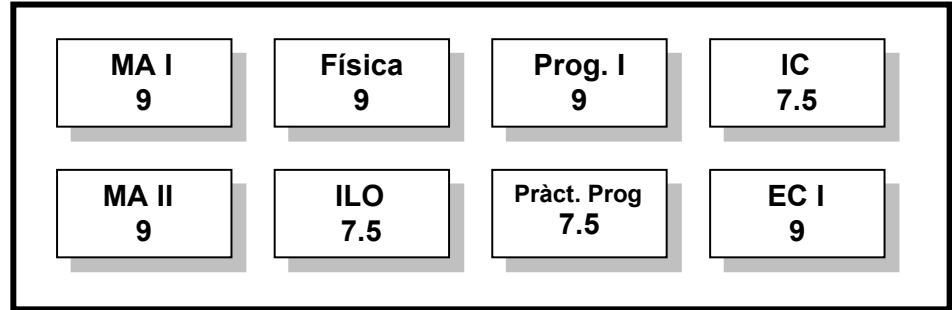 MA I
9
Física
9
Prog. I
9
IC
7.5
MA II
9
ILO
7.5
Pràct. Prog
7.5
EC I
9